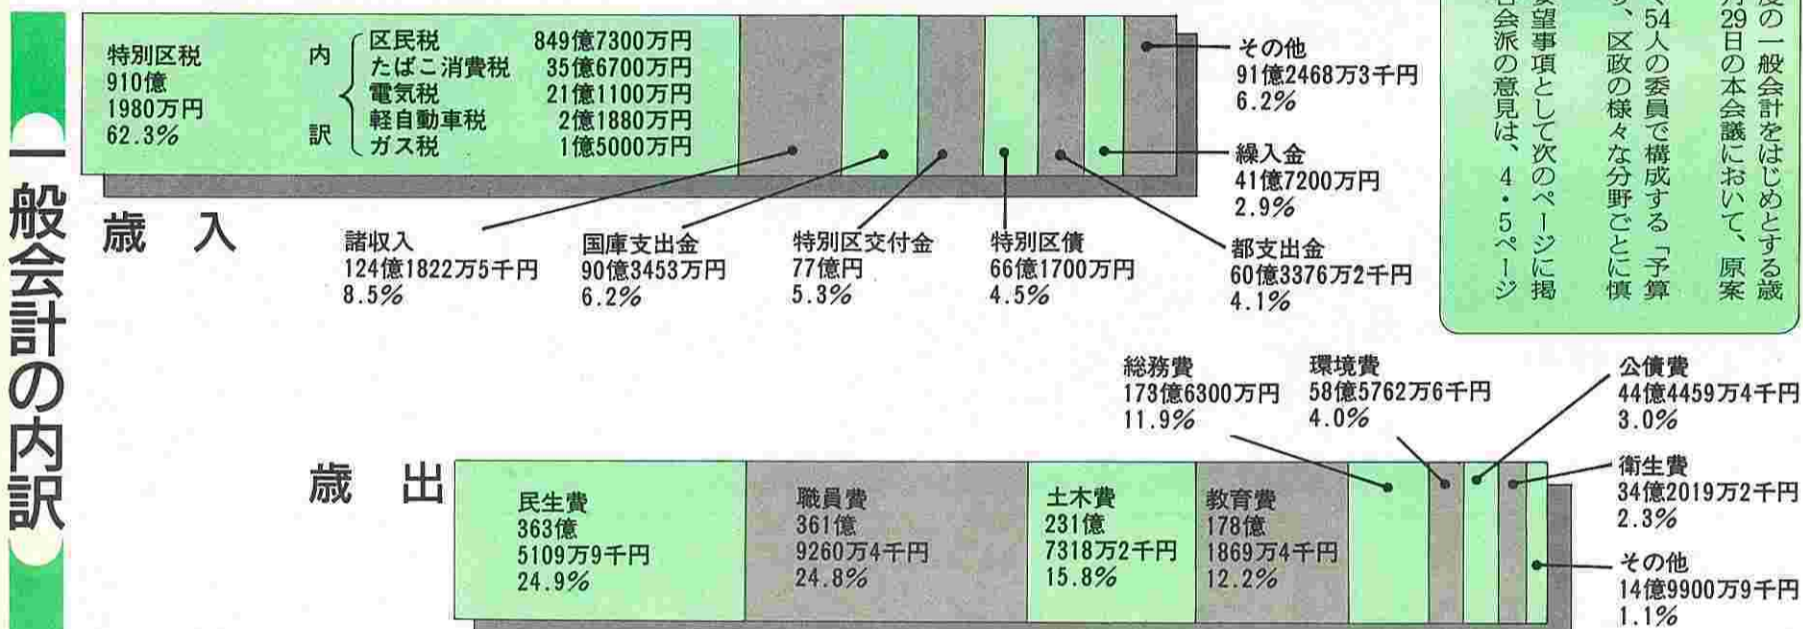 度の一般会計をはじめとする歳
月29日の本会議において、原案
54人の委員で構成する「予算
り、区政の様々な分野ごとに慎
要望事項として次のページに掲
各会派の意見は、4・5ページ
一般会計の内訳
歳入
特別区税
910億
1980万円
62.3%
内訳
区民税 849億7300万円
たばこ消費税 35億6700万円
電気税 21億1100万円
軽自動車税 2億1880万円
ガス税 1億5000万円
諸収入
124億1822万5千円
8.5%
国庫支出金
90億3453万円
6.2%
特別区交付金
77億円
5.3%
特別区債
66億1700万円
4.5%
都支出金
60億3376万2千円
4.1%
繰入金
41億7200万円
2.9%
その他
91億2468万3千円
6.2%
歳出
民生費
363億
5109万9千円
24.9%
職員費
361億
9260万4千円
24.8%
土木費
231億
7318万2千円
15.8%
教育費
178億
1869万4千円
12.2%
総務費
173億6300万円
11.9%
環境費
58億5762万6千円
4.0%
公債費
44億4459万4千円
3.0%
衛生費
34億2019万2千円
2.3%
その他
14億9900万9千円
1.1%